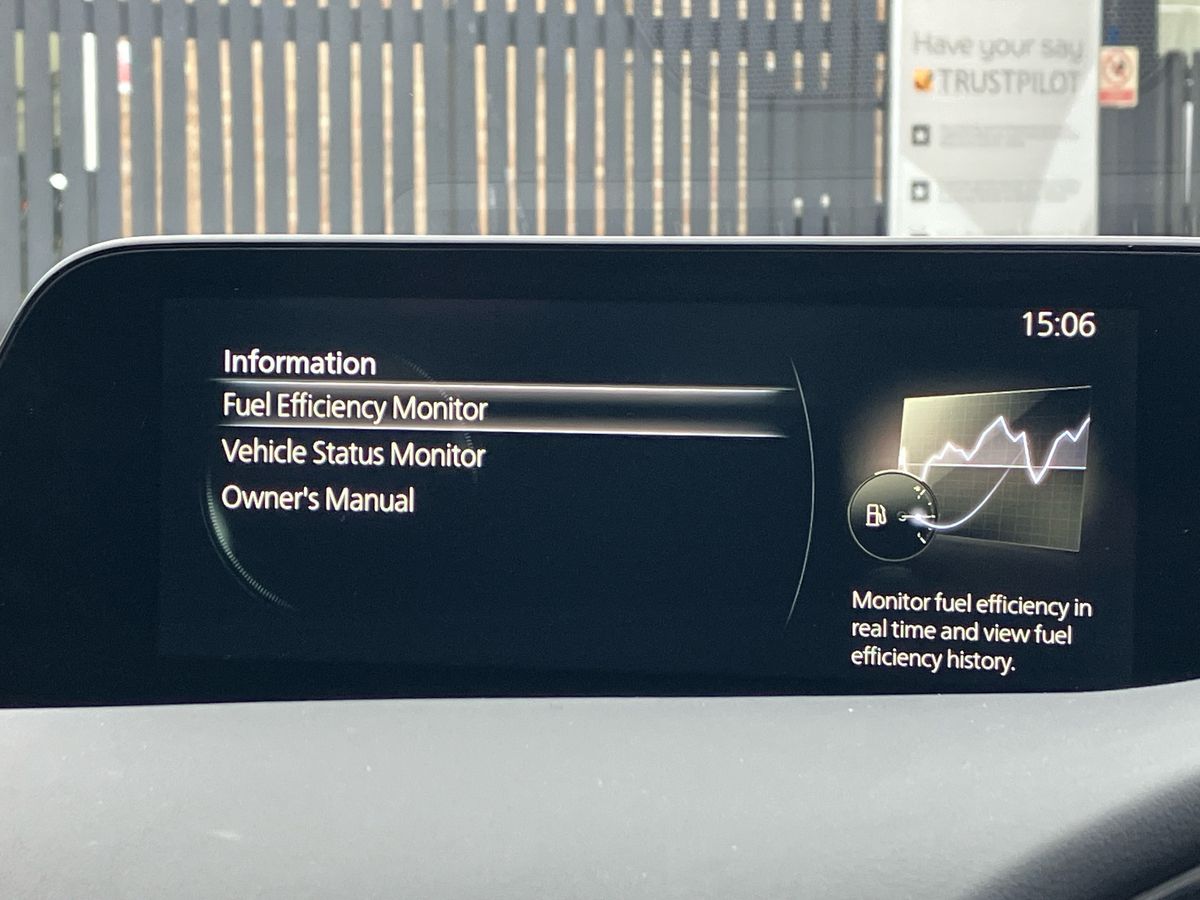 Have your say
TRUSTPILOT
15:06
Information
Fuel Efficiency Monitor
Vehicle Status Monitor
Owner's Manual
Monitor fuel efficiency in
real time and view fuel
efficiency history.